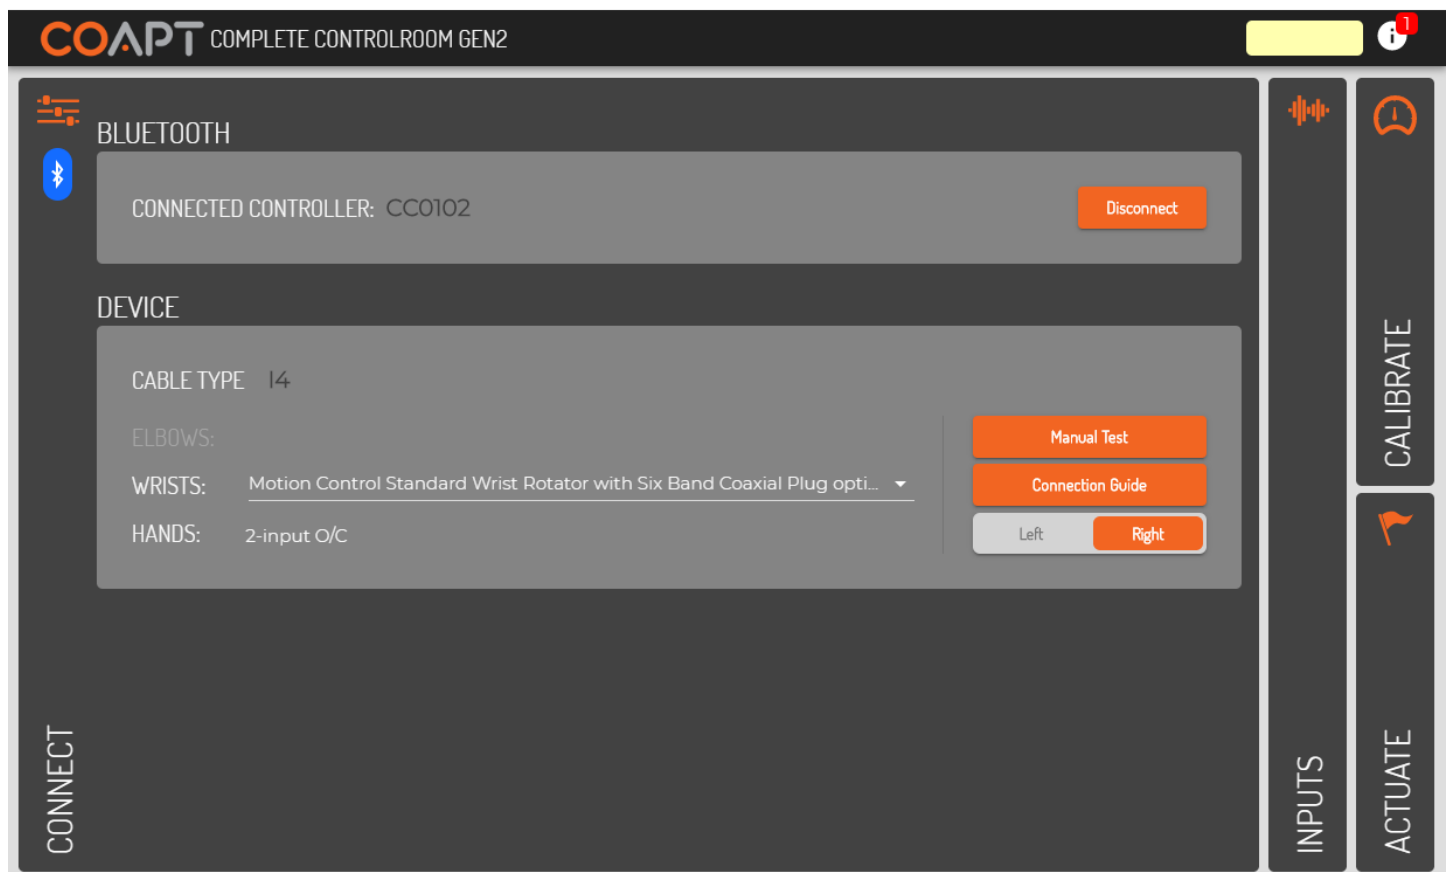 COAPT COMPLETE CONTROLROOM GEN2
i
1
BLUETOOTH
CONNECTED CONTROLLER: CC0102
Disconnect
DEVICE
CABLE TYPE I4
ELBOWS:
Manual Test
WRISTS: Motion Control Standard Wrist Rotator with Six Band Coaxial Plug opti...
Connection Guide
HANDS: 2-input O/C
Left Right
CONNECT
INPUTS
CALIBRATE
ACTUATE